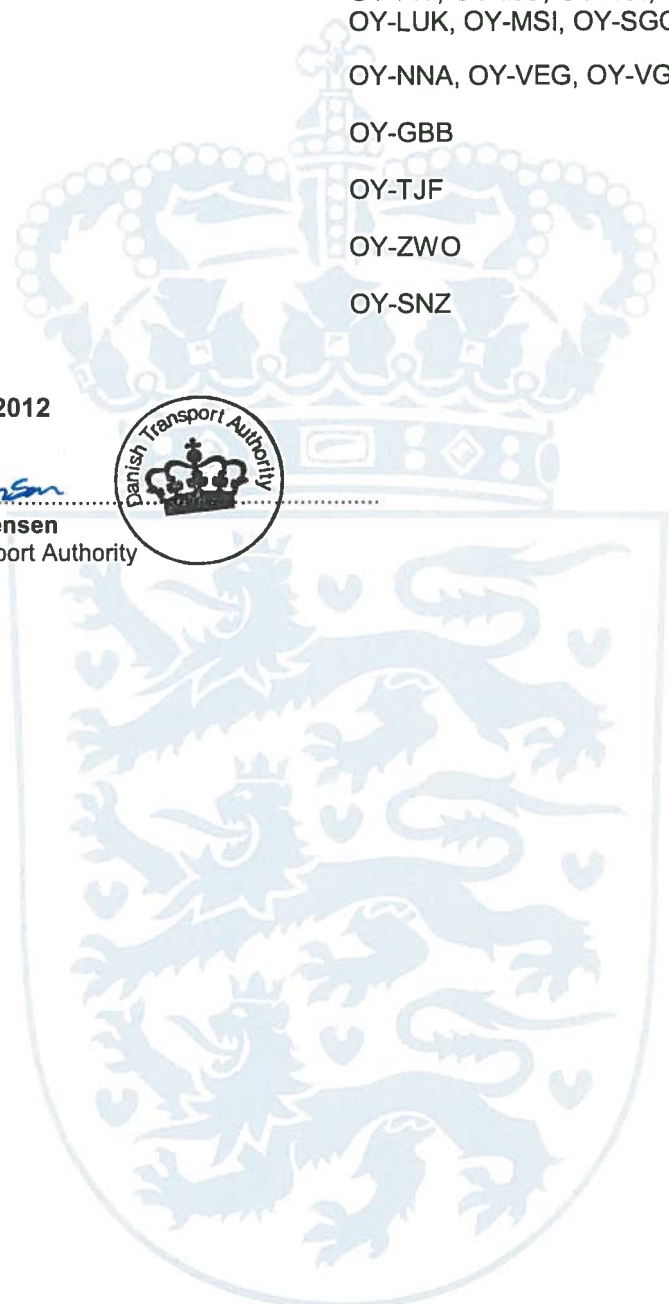 OY-LUK, OY-MSI, OY-SGC
OY-NNA, OY-VEG, OY-VG
OY-GBB
OY-TJF
OY-ZWO
OY-SNZ
2012
Danish Transport Authority
ensen
port Authority